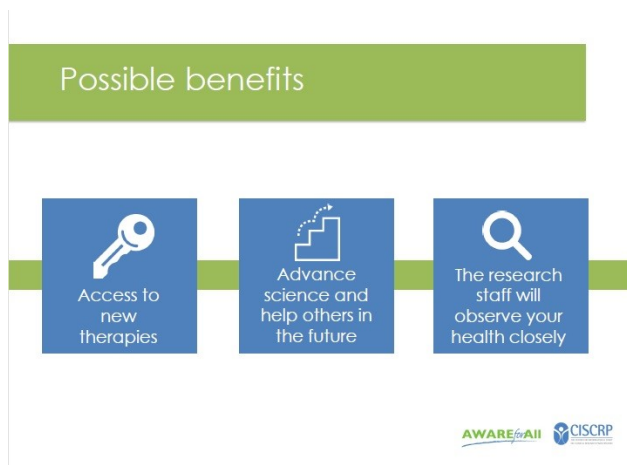 Possible benefits
Access to
new
therapies
Advance
science and
help others in
the future
The research
staff will
observe your
health closely
AWAREforAll
CISCRP